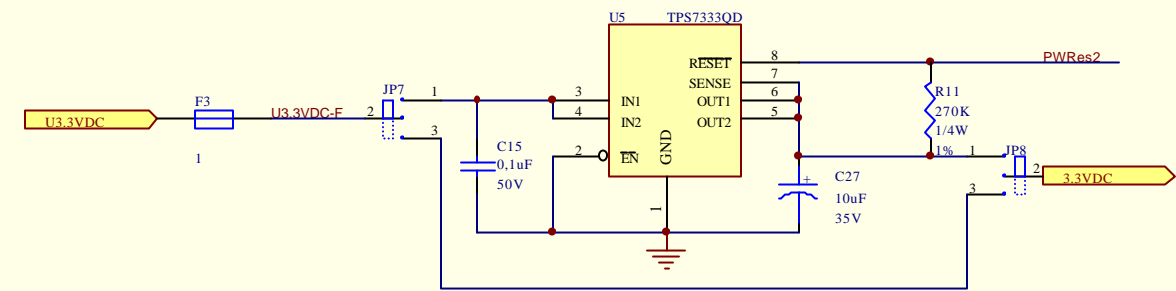 U5 TPS7333QD
8 PWRes2
RESET
7
SENSE
F3 JP7 1 3 6 R11
IN1 OUT1
270K
U3.3VDC U3.3VDC-F 2 4 5
IN2 OUT2
1/4W
3
1 C15 2 EN GND 1% 1 JP8
0,1uF
50V
+ C27 2 3.3VDC
10uF 3
35V
1